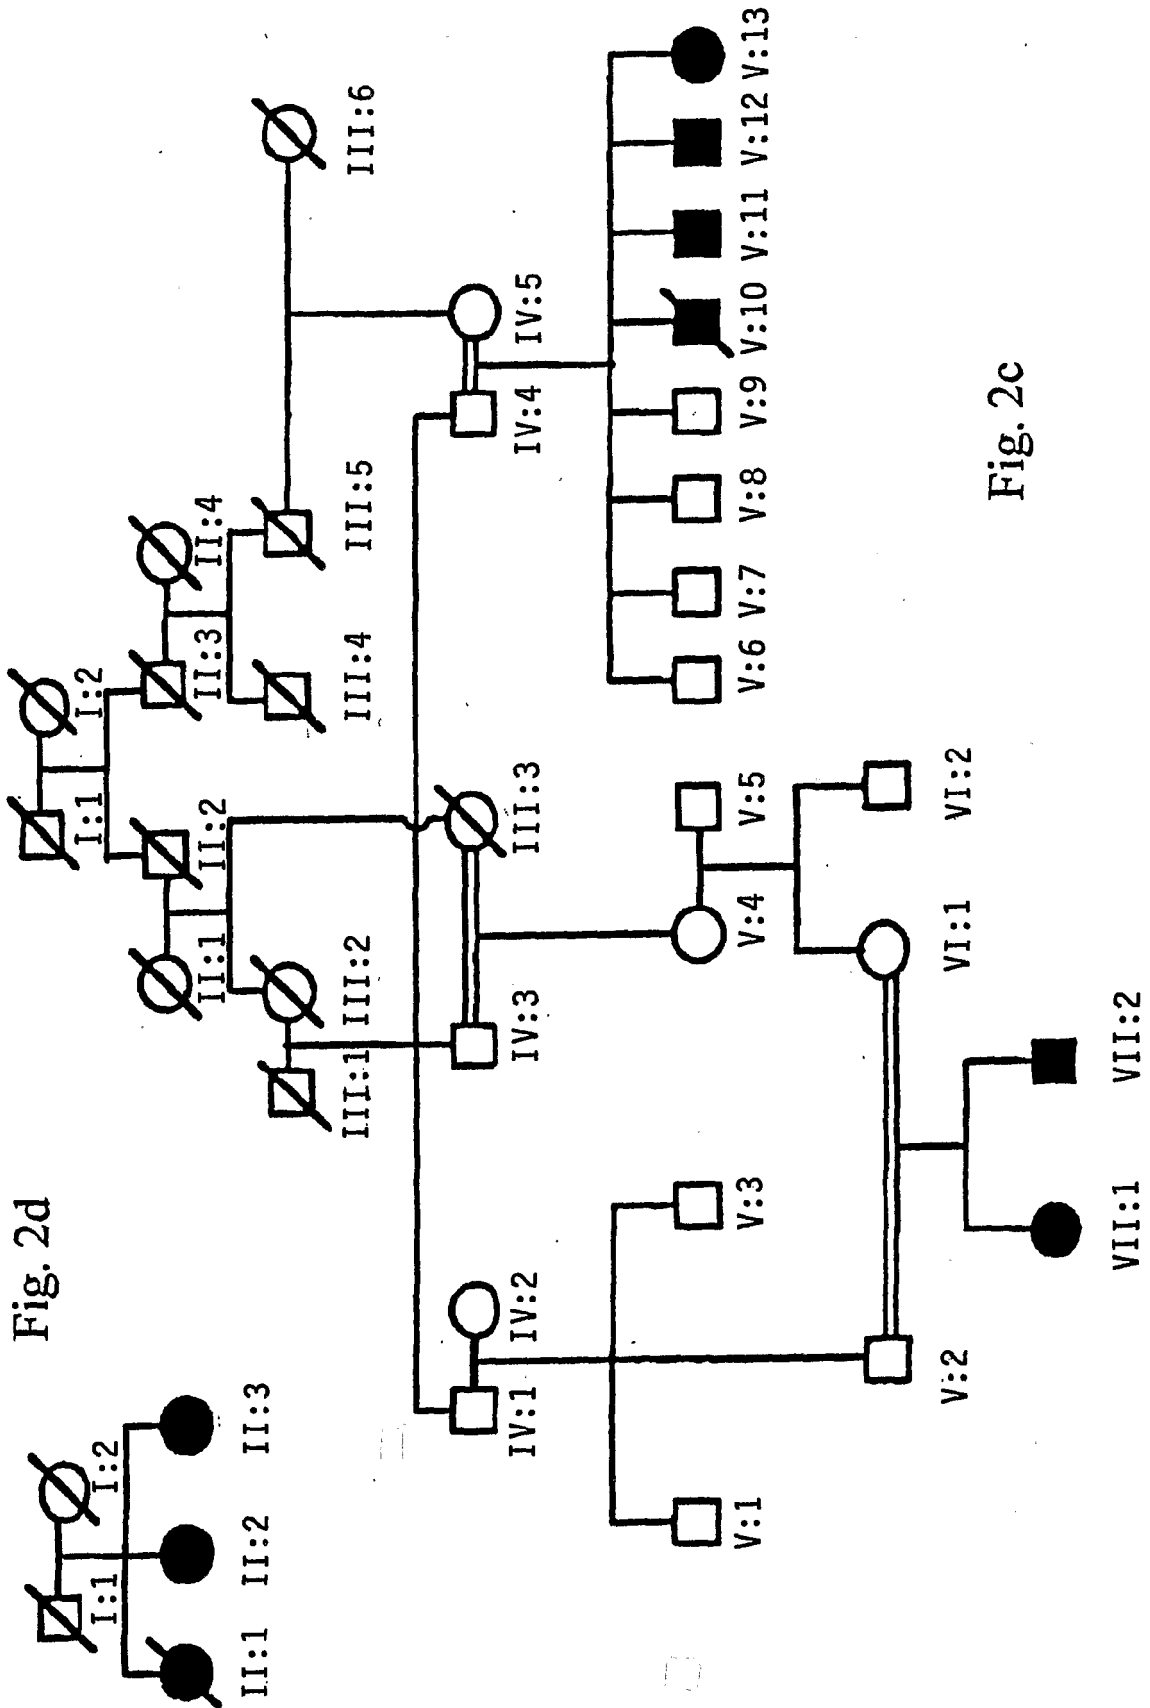 Fig. 2d
I:1 I:2
II:1 II:2 II:3
I:1 I:2
II:1 II:2 II:3 II:4
III:1 III:2 III:4 III:5 III:6
IV:1 IV:2 IV:3 III:3 IV:4 IV:5
V:1 V:3 V:4 V:5 V:6 V:7 V:8 V:9 V:10 V:11 V:12 V:13
V:2 VI:1 VI:2
VII:1 VII:2
Fig. 2c